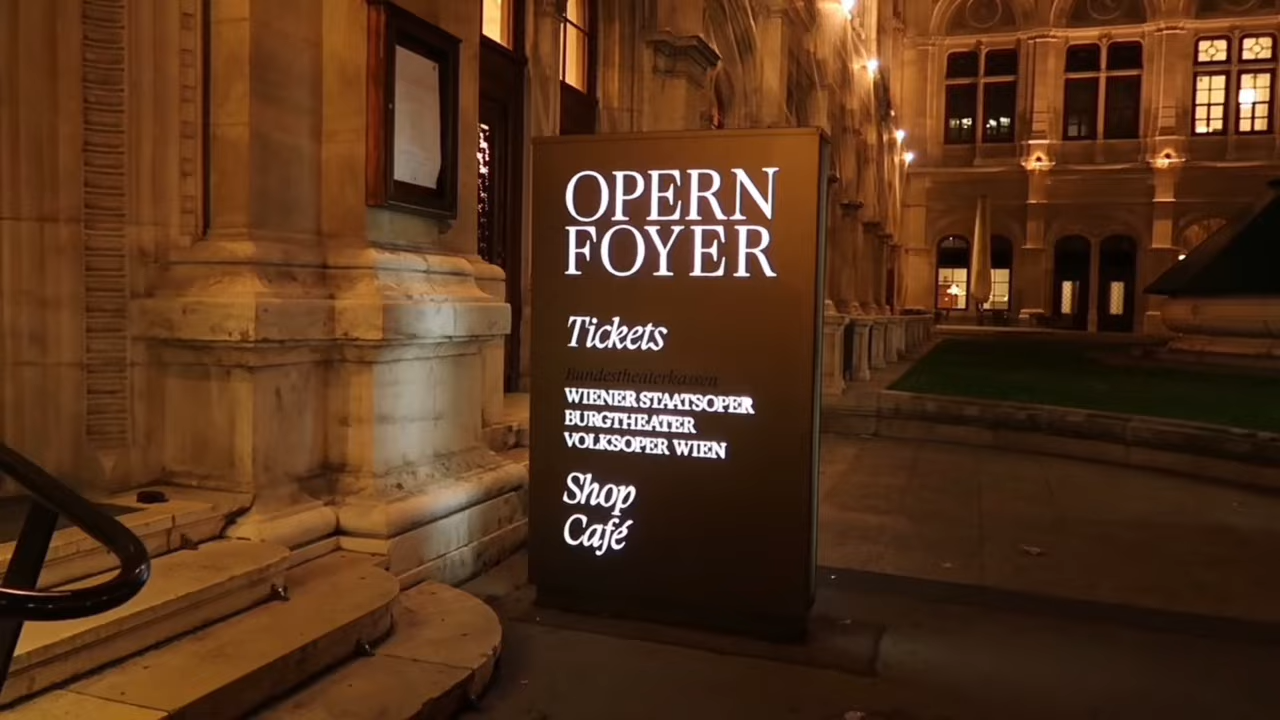 OPERN
FOYER
Tickets
Bundestheaterkassen
WIENER STAATSOPER
BURGTHEATER
VOLKSOPER WIEN
Shop
Café